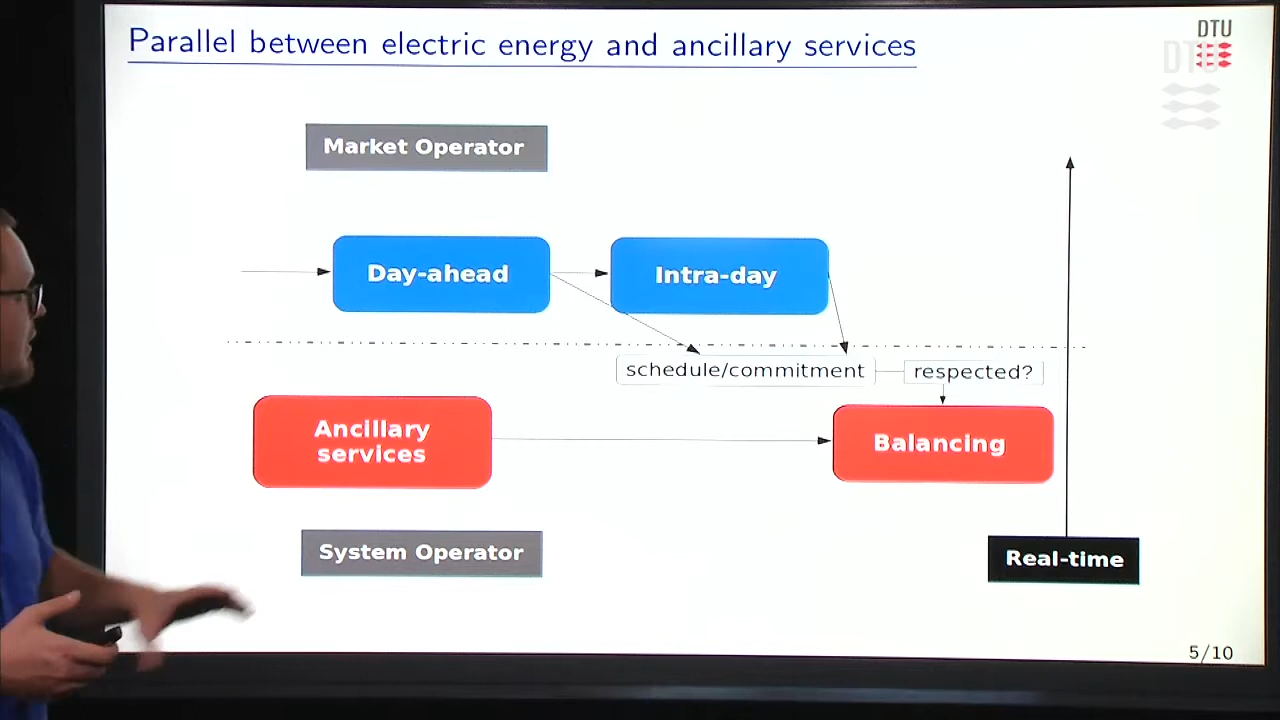 Parallel between electric energy and ancillary services
DTU
DTU
Market Operator
Day-ahead
Intra-day
schedule/commitment
respected?
Ancillary
services
Balancing
System Operator
Real-time
5/10